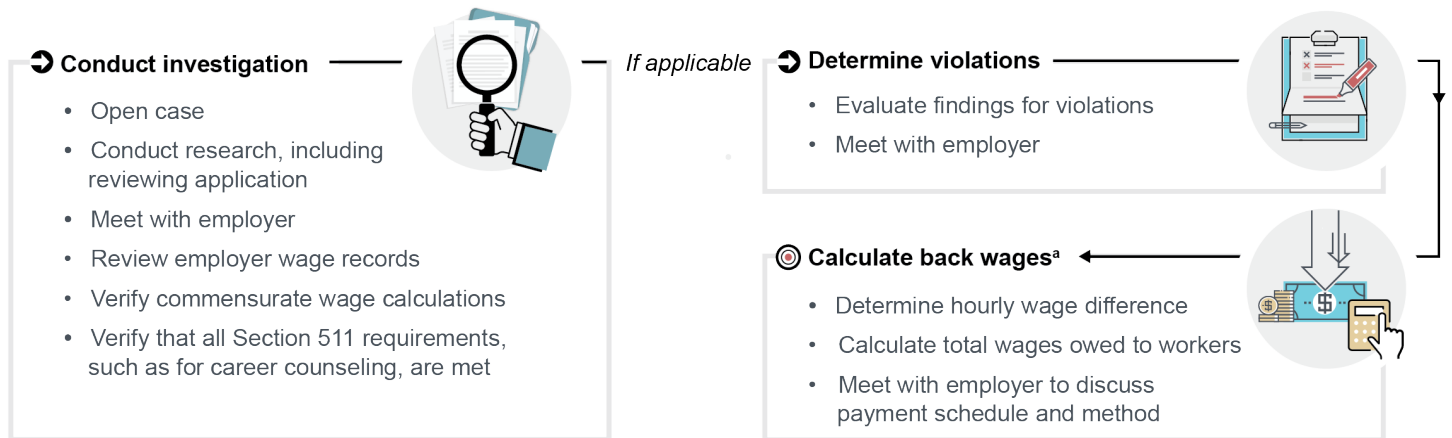 Conduct investigation
• Open case
• Conduct research, including
reviewing application
• Meet with employer
• Review employer wage records
• Verify commensurate wage calculations
• Verify that all Section 511 requirements,
such as for career counseling, are met
If applicable
Determine violations
• Evaluate findings for violations
• Meet with employer
Calculate back wagesᵃ
• Determine hourly wage difference
• Calculate total wages owed to workers
• Meet with employer to discuss
payment schedule and method
$
$